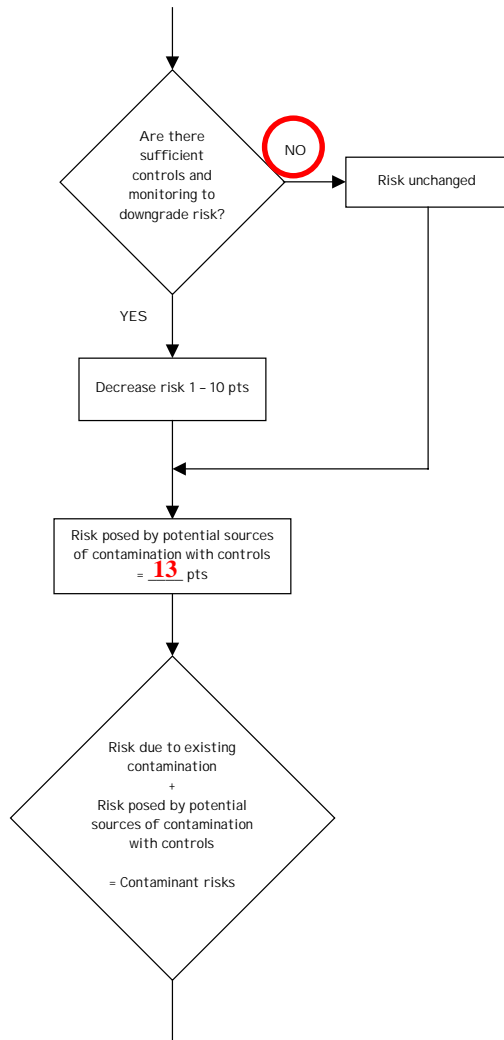 Are there
sufficient
controls and
monitoring to
downgrade risk?
NO
Risk unchanged
YES
Decrease risk 1 – 10 pts
Risk posed by potential sources
of contamination with controls
= 13 pts
Risk due to existing
contamination
+
Risk posed by potential
sources of contamination
with controls
= Contaminant risks